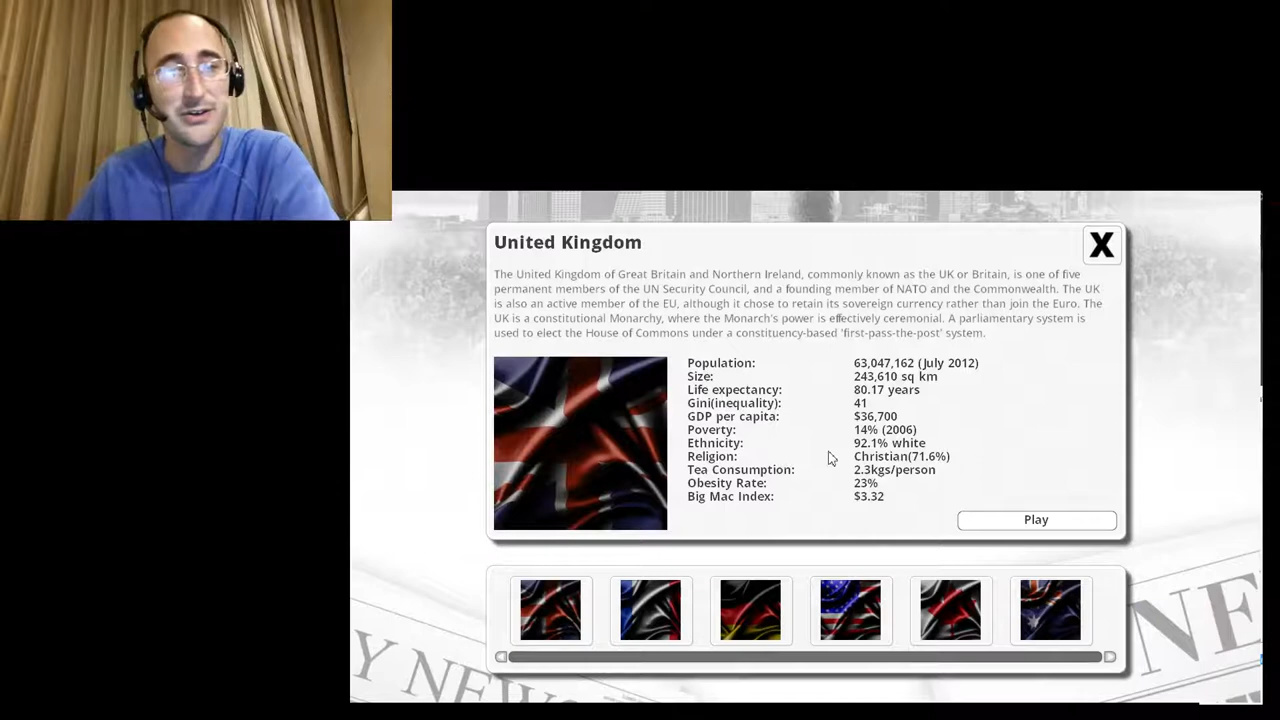 United Kingdom
X
The United Kingdom of Great Britain and Northern Ireland, commonly known as the UK or Britain, is one of five
permanent members of the UN Security Council, and a founding member of NATO and the Commonwealth. The UK
is also an active member of the EU, although it chose to retain its sovereign currency rather than join the Euro. The
UK is a constitutional Monarchy, where the Monarch's power is effectively ceremonial. A parliamentary system is
used to elect the House of Commons under a constituency-based 'first-pass-the-post' system.
Population: 63,047,162 (July 2012)
Size: 243,610 sq km
Life expectancy: 80.17 years
Gini(inequality): 41
GDP per capita: $36,700
Poverty: 14% (2006)
Ethnicity: 92.1% white
Religion: Christian(71.6%)
Tea Consumption: 2.3kgs/person
Obesity Rate: 23%
Big Mac Index: $3.32
Play
Y NEWS
NE